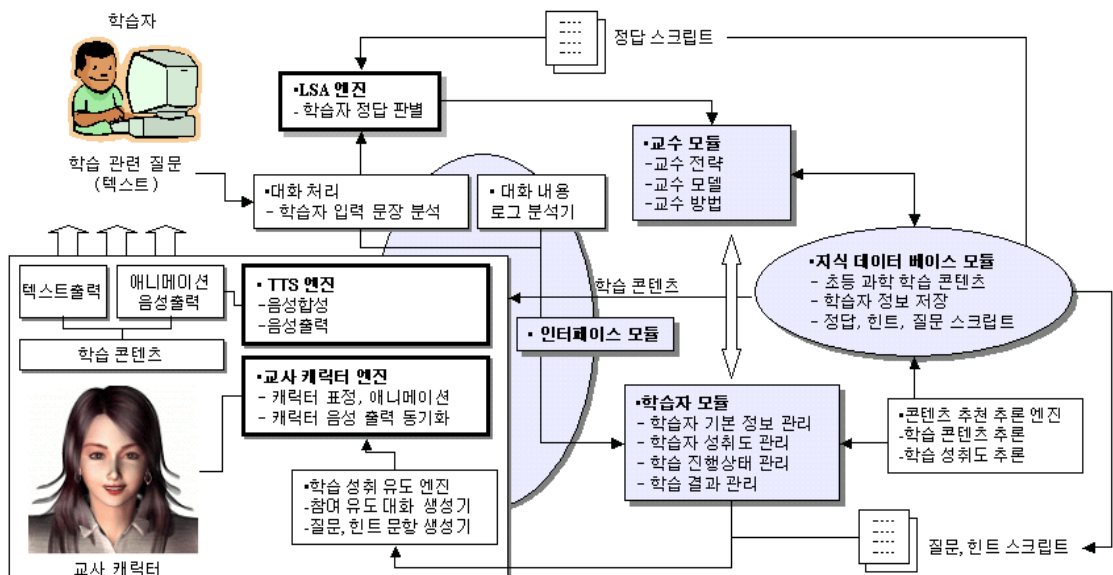 학습자
정답 스크립트
▪LSA 엔진
- 학습자 정답 판별
▪교수 모듈
-교수 전략
-교수 모델
-교수 방법
학습 관련 질문
(텍스트)
▪대화 처리
- 학습자 입력 문장 분석
▪ 대화 내용
로그 분석기
텍스트출력
애니메이션
음성출력
학습 콘텐츠
▪ TTS 엔진
-음성합성
-음성출력
학습 콘텐츠
▪지식 데이터 베이스 모듈
- 초등 과학 학습 콘텐츠
- 학습자 정보 저장
- 정답, 힌트, 질문 스크립트
▪ 인터페이스 모듈
▪교사 캐릭터 엔진
- 캐릭터 표정, 애니메이션
- 캐릭터 음성 출력 동기화
▪학습자 모듈
- 학습자 기본 정보 관리
- 학습자 성취도 관리
- 학습 진행상태 관리
- 학습 결과 관리
▪콘텐츠 추천 추론 엔진
-학습 콘텐츠 추론
-학습 성취도 추론
▪학습 성취 유도 엔진
-참여 유도 대화 생성기
-질문, 힌트 문항 생성기
질문, 힌트 스크립트
교사 캐릭터